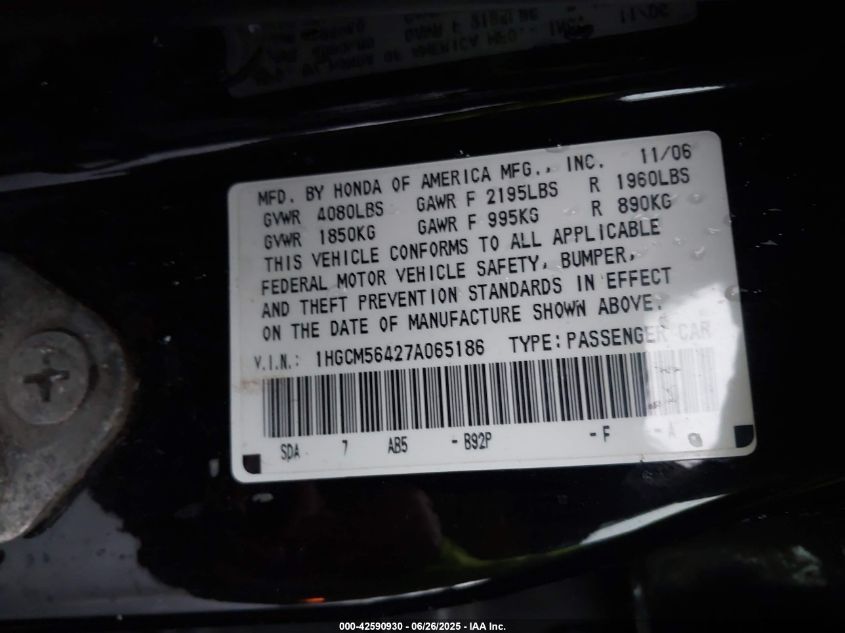 MFD. BY HONDA OF AMERICA MFG., INC. 11/06
GVWR 4080LBS GAWR F 2195LBS R 1960LBS
GVWR 1850KG GAWR F 995KG R 890KG
THIS VEHICLE CONFORMS TO ALL APPLICABLE
FEDERAL MOTOR VEHICLE SAFETY, BUMPER,
AND THEFT PREVENTION STANDARDS IN EFFECT
ON THE DATE OF MANUFACTURE SHOWN ABOVE.
V.I.N.: 1HGCM56427A065186 TYPE:PASSENGER CAR
SDA 7 AB5 -B92P -F -A
000-42590930 - 06/26/2025 - IAA Inc.